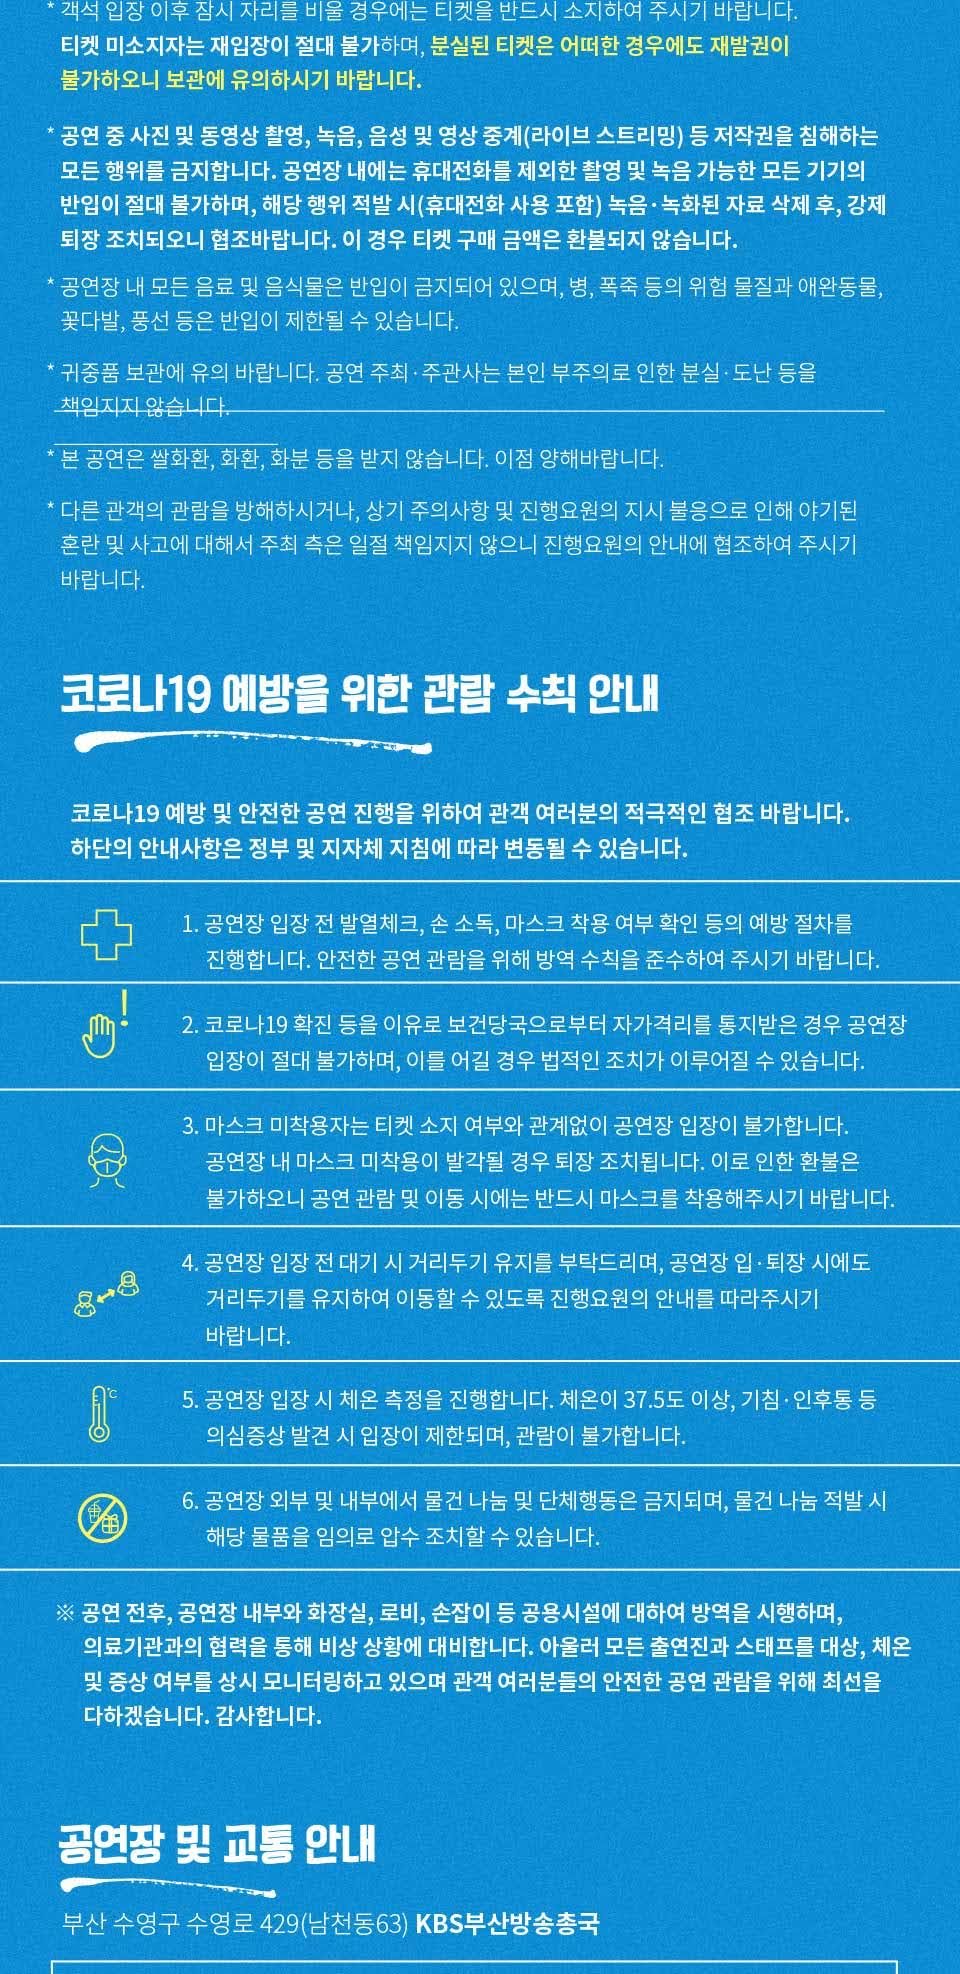 * 객석 입장 이후 잠시 자리를 비울 경우에는 티켓을 반드시 소지하여 주시기 바랍니다.
티켓 미소지자는 재입장이 절대 불가하며, 분실된 티켓은 어떠한 경우에도 재발권이
불가하오니 보관에 유의하시기 바랍니다.
* 공연 중 사진 및 동영상 촬영, 녹음, 음성 및 영상 중계(라이브 스트리밍) 등 저작권을 침해하는
모든 행위를 금지합니다. 공연장 내에는 휴대전화를 제외한 촬영 및 녹음 가능한 모든 기기의
반입이 절대 불가하며, 해당 행위 적발 시(휴대전화 사용 포함) 녹음·녹화된 자료 삭제 후, 강제
퇴장 조치되오니 협조바랍니다. 이 경우 티켓 구매 금액은 환불되지 않습니다.
* 공연장 내 모든 음료 및 음식물은 반입이 금지되어 있으며, 병, 폭죽 등의 위험 물질과 애완동물,
꽃다발, 풍선 등은 반입이 제한될 수 있습니다.
* 귀중품 보관에 유의 바랍니다. 공연 주최·주관사는 본인 부주의로 인한 분실·도난 등을
책임지지 않습니다.
* 본 공연은 쌀화환, 화환, 화분 등을 받지 않습니다. 이점 양해바랍니다.
* 다른 관객의 관람을 방해하시거나, 상기 주의사항 및 진행요원의 지시 불응으로 인해 야기된
혼란 및 사고에 대해서 주최 측은 일절 책임지지 않으니 진행요원의 안내에 협조하여 주시기
바랍니다.
코로나19 예방을 위한 관람 수칙 안내
코로나19 예방 및 안전한 공연 진행을 위하여 관객 여러분의 적극적인 협조 바랍니다.
하단의 안내사항은 정부 및 지자체 지침에 따라 변동될 수 있습니다.
1. 공연장 입장 전 발열체크, 손 소독, 마스크 착용 여부 확인 등의 예방 절차를
진행합니다. 안전한 공연 관람을 위해 방역 수칙을 준수하여 주시기 바랍니다.
2. 코로나19 확진 등을 이유로 보건당국으로부터 자가격리를 통지받은 경우 공연장
입장이 절대 불가하며, 이를 어길 경우 법적인 조치가 이루어질 수 있습니다.
3. 마스크 미착용자는 티켓 소지 여부와 관계없이 공연장 입장이 불가합니다.
공연장 내 마스크 미착용이 발각될 경우 퇴장 조치됩니다. 이로 인한 환불은
불가하오니 공연 관람 및 이동 시에는 반드시 마스크를 착용해주시기 바랍니다.
4. 공연장 입장 전 대기 시 거리두기 유지를 부탁드리며, 공연장 입·퇴장 시에도
거리두기를 유지하여 이동할 수 있도록 진행요원의 안내를 따라주시기
바랍니다.
℃
5. 공연장 입장 시 체온 측정을 진행합니다. 체온이 37.5도 이상, 기침·인후통 등
의심증상 발견 시 입장이 제한되며, 관람이 불가합니다.
6. 공연장 외부 및 내부에서 물건 나눔 및 단체행동은 금지되며, 물건 나눔 적발 시
해당 물품을 임의로 압수 조치할 수 있습니다.
※ 공연 전후, 공연장 내부와 화장실, 로비, 손잡이 등 공용시설에 대하여 방역을 시행하며,
의료기관과의 협력을 통해 비상 상황에 대비합니다. 아울러 모든 출연진과 스태프를 대상, 체온
및 증상 여부를 상시 모니터링하고 있으며 관객 여러분들의 안전한 공연 관람을 위해 최선을
다하겠습니다. 감사합니다.
공연장 및 교통 안내
부산 수영구 수영로 429(남천동63) KBS부산방송총국